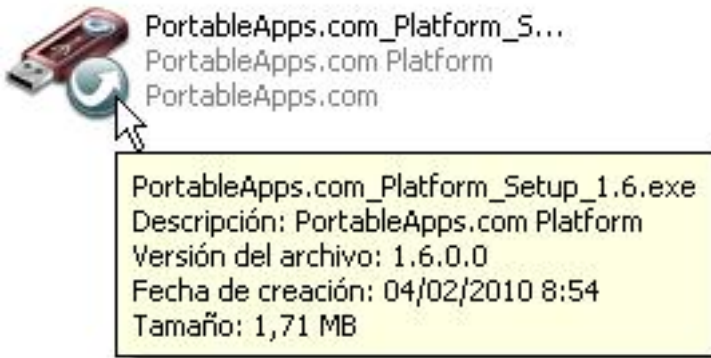 PortableApps.com_Platform_S...
PortableApps.com Platform
PortableApps.com
PortableApps.com_Platform_Setup_1.6.exe
Descripción: PortableApps.com Platform
Versión del archivo: 1.6.0.0
Fecha de creación: 04/02/2010 8:54
Tamaño: 1,71 MB